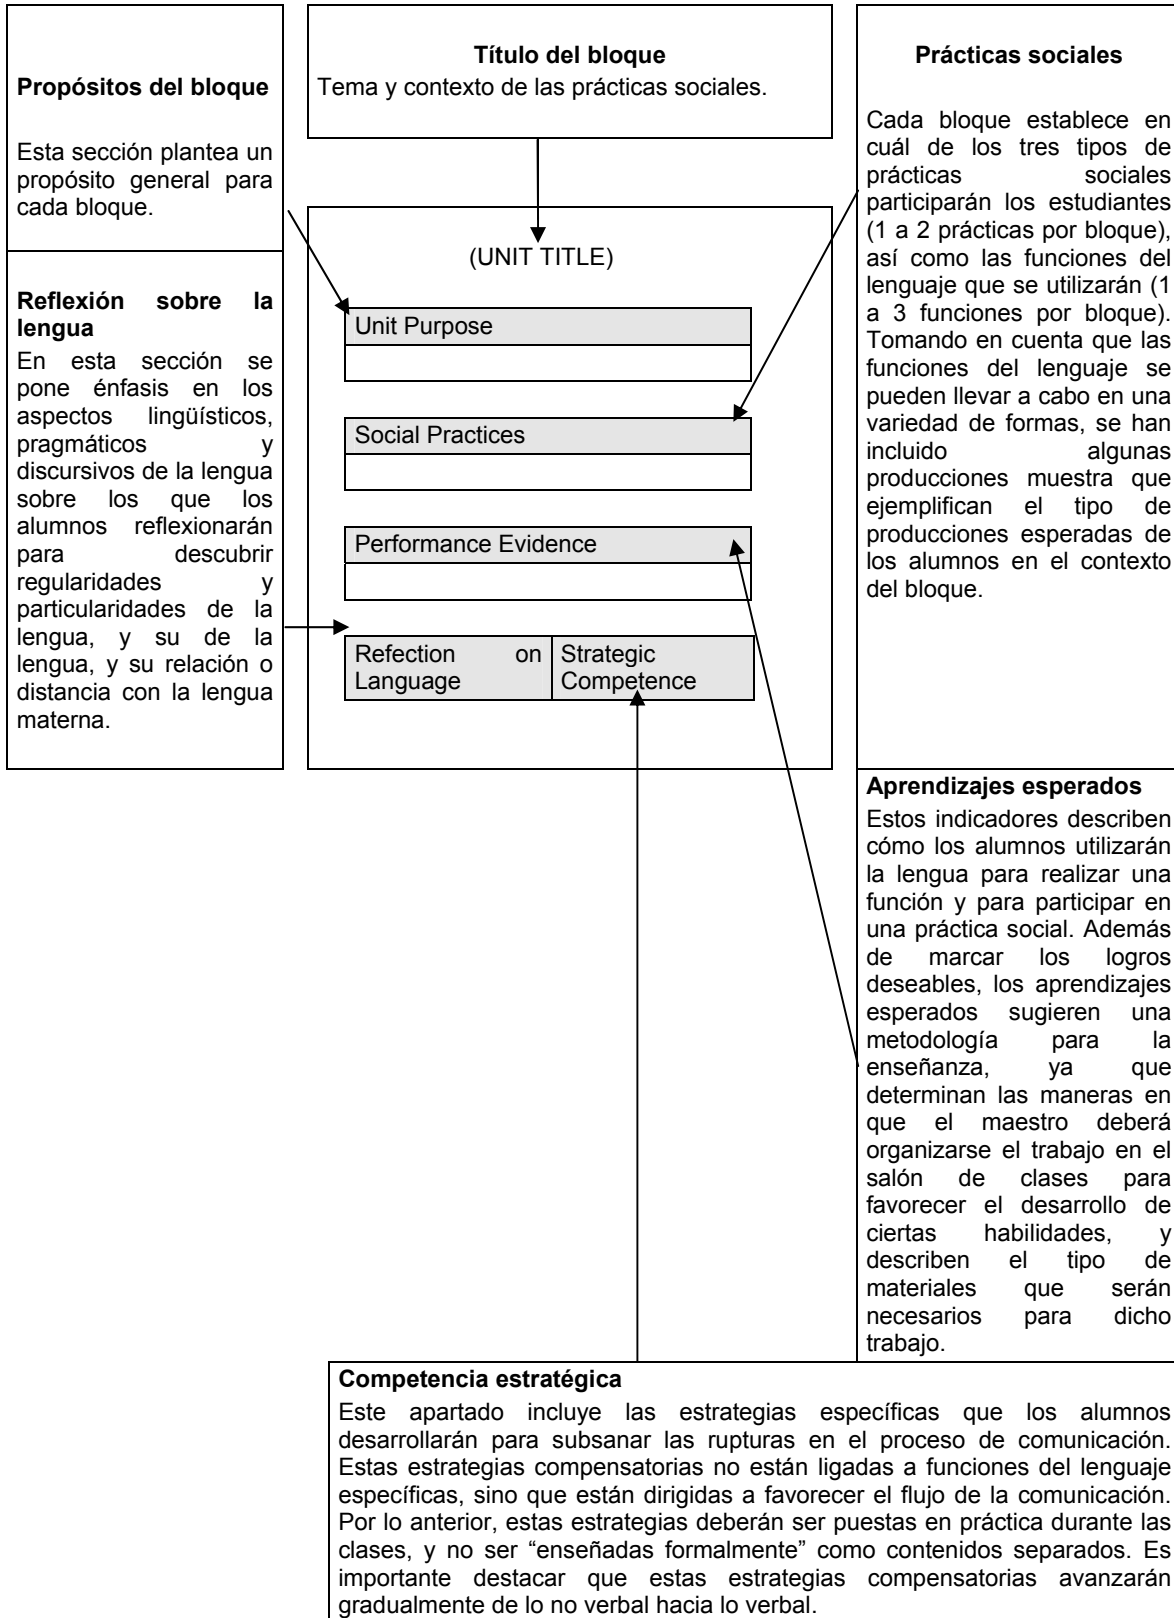 Propósitos del bloque
Esta sección plantea un
propósito general para
cada bloque.
Reflexión sobre la
lengua
En esta sección se
pone énfasis en los
aspectos lingüísticos,
pragmáticos y
discursivos de la lengua
sobre los que los
alumnos reflexionarán
para descubrir
regularidades y
particularidades de la
lengua, y su de la
lengua, y su relación o
distancia con la lengua
materna.
Título del bloque
Tema y contexto de las prácticas sociales.
(UNIT TITLE)
Unit Purpose
Social Practices
Performance Evidence
Refection on
Language
Strategic
Competence
Prácticas sociales
Cada bloque establece en
cuál de los tres tipos de
prácticas sociales
participarán los estudiantes
(1 a 2 prácticas por bloque),
así como las funciones del
lenguaje que se utilizarán (1
a 3 funciones por bloque).
Tomando en cuenta que las
funciones del lenguaje se
pueden llevar a cabo en una
variedad de formas, se han
incluido algunas
producciones muestra que
ejemplifican el tipo de
producciones esperadas de
los alumnos en el contexto
del bloque.
Aprendizajes esperados
Estos indicadores describen
cómo los alumnos utilizarán
la lengua para realizar una
función y para participar en
una práctica social. Además
de marcar los logros
deseables, los aprendizajes
esperados sugieren una
metodología para la
enseñanza, ya que
determinan las maneras en
que el maestro deberá
organizarse el trabajo en el
salón de clases para
favorecer el desarrollo de
ciertas habilidades, y
describen el tipo de
materiales que serán
necesarios para dicho
trabajo.
Competencia estratégica
Este apartado incluye las estrategias específicas que los alumnos
desarrollarán para subsanar las rupturas en el proceso de comunicación.
Estas estrategias compensatorias no están ligadas a funciones del lenguaje
específicas, sino que están dirigidas a favorecer el flujo de la comunicación.
Por lo anterior, estas estrategias deberán ser puestas en práctica durante las
clases, y no ser “enseñadas formalmente” como contenidos separados. Es
importante destacar que estas estrategias compensatorias avanzarán
gradualmente de lo no verbal hacia lo verbal.